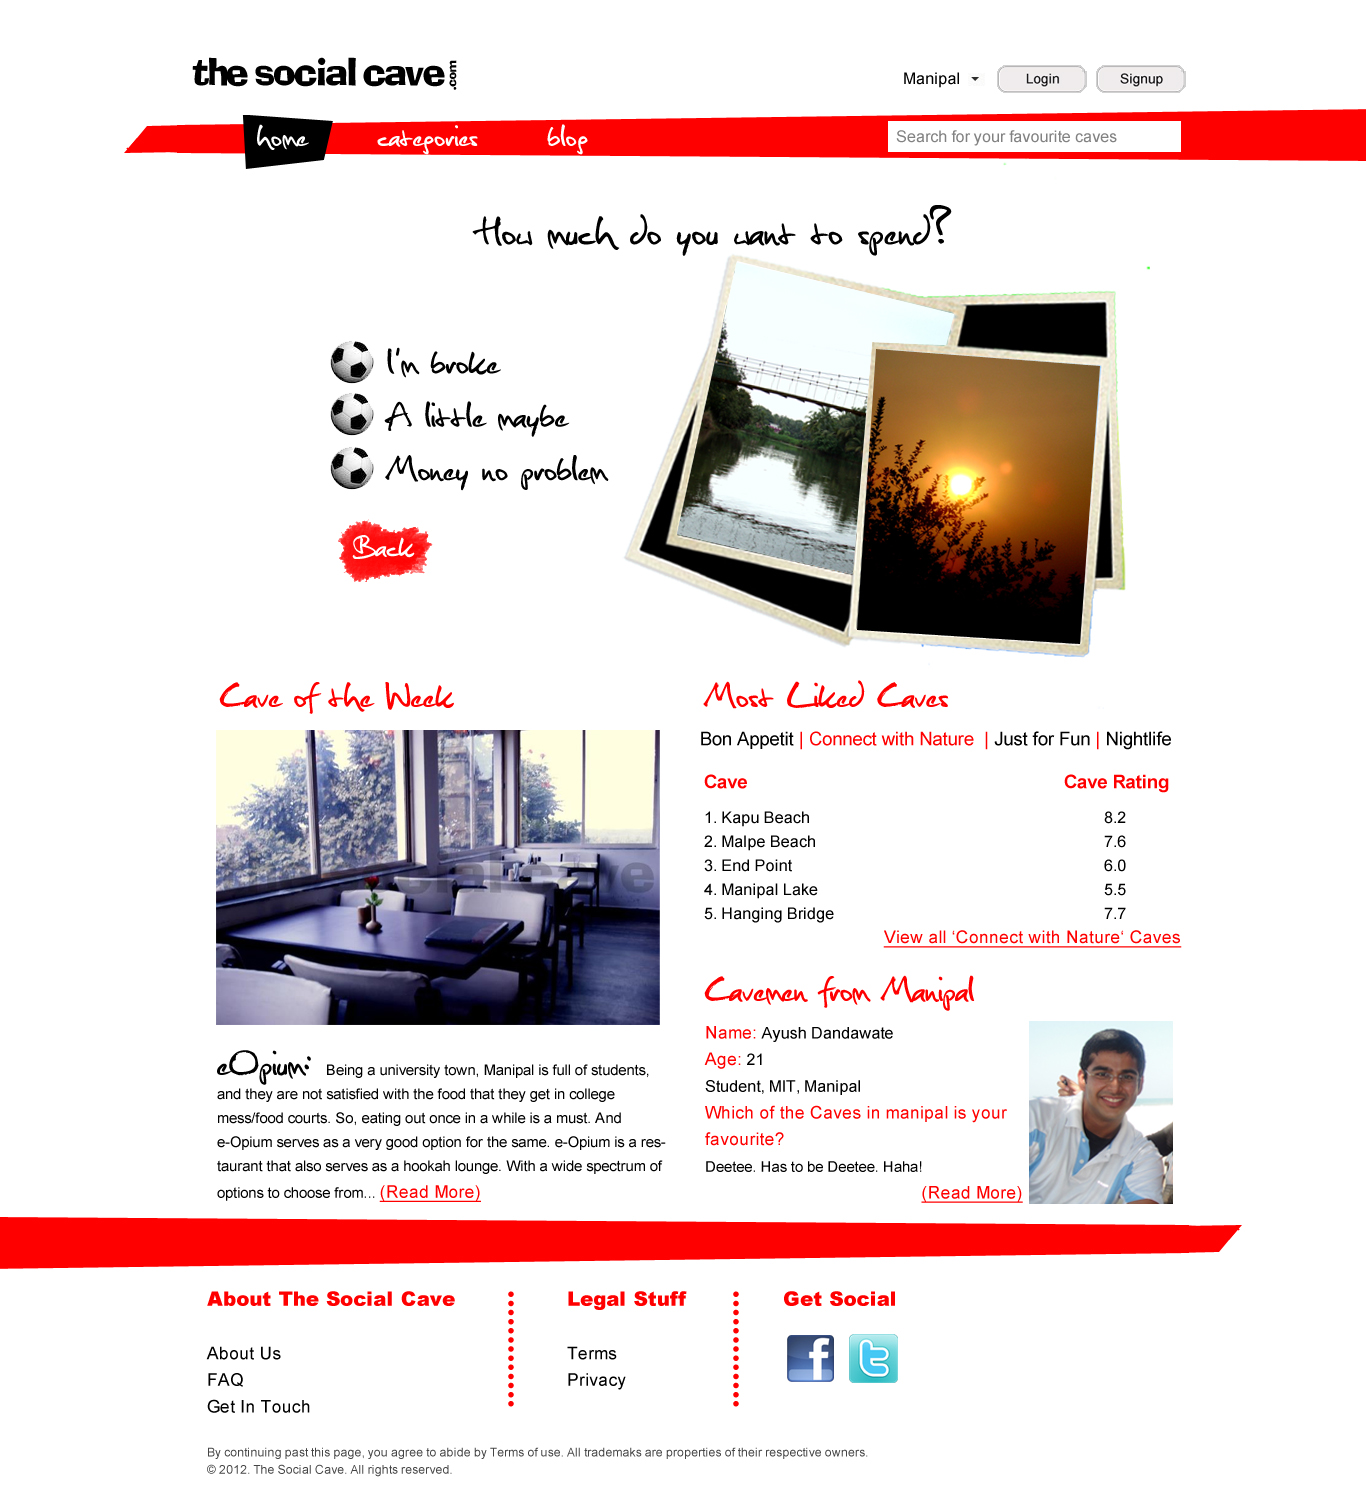 the social cave.com
Manipal
Login
Signup
home
categories
blog
Search for your favourite caves
How much do you want to spend?
I'm broke
A little maybe
Money no problem
Back
Cave of the Week
social cave
eOpium: Being a university town, Manipal is full of students,
and they are not satisfied with the food that they get in college
mess/food courts. So, eating out once in a while is a must. And
e-Opium serves as a very good option for the same. e-Opium is a res-
taurant that also serves as a hookah lounge. With a wide spectrum of
options to choose from... (Read More)
Most Liked Caves
Bon Appetit | Connect with Nature | Just for Fun | Nightlife
Cave Cave Rating
1. Kapu Beach 8.2
2. Malpe Beach 7.6
3. End Point 6.0
4. Manipal Lake 5.5
5. Hanging Bridge 7.7
View all ‘Connect with Nature‘ Caves
Cavemen from Manipal
Name: Ayush Dandawate
Age: 21
Student, MIT, Manipal
Which of the Caves in manipal is your
favourite?
Deetee. Has to be Deetee. Haha!
(Read More)
About The Social Cave
About Us
FAQ
Get In Touch
Legal Stuff
Terms
Privacy
Get Social
f
t
By continuing past this page, you agree to abide by Terms of use. All trademaks are properties of their respective owners.
© 2012. The Social Cave. All rights reserved.